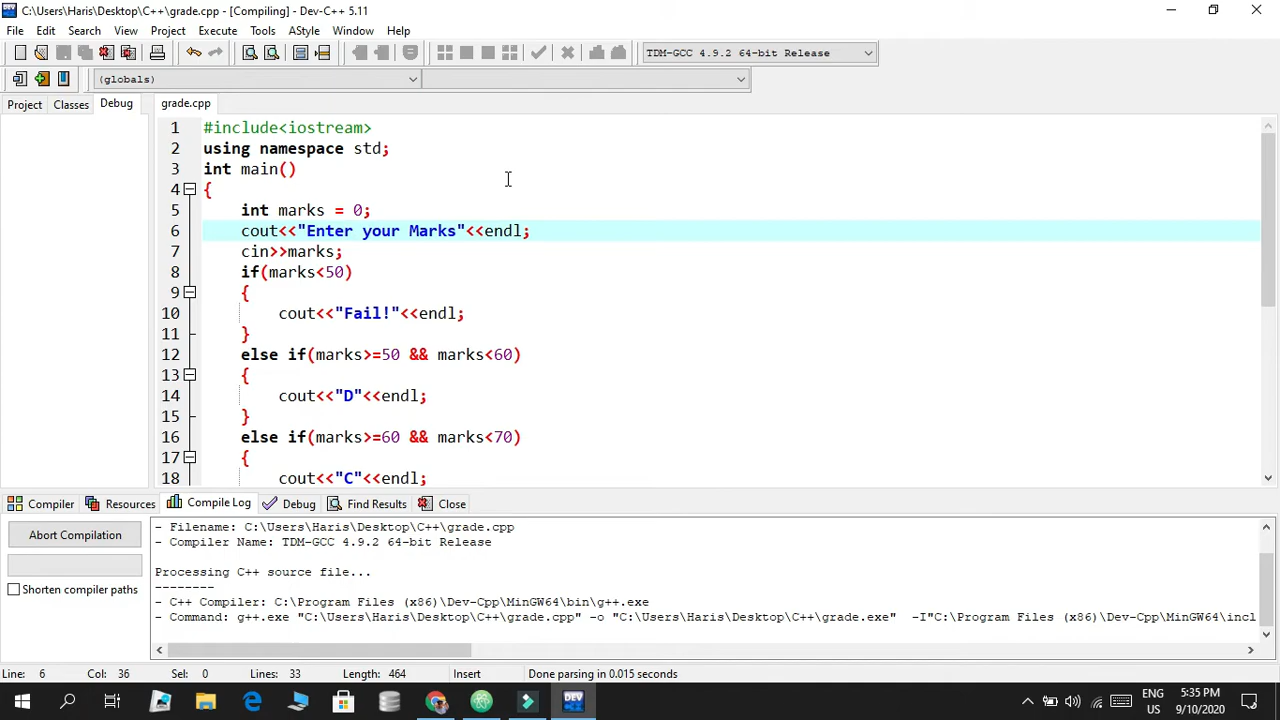 C:\Users\Haris\Desktop\C++\grade.cpp - [Compiling] - Dev-C++ 5.11
File Edit Search View Project Execute Tools AStyle Window Help
TDM-GCC 4.9.2 64-bit Release
(globals)
Project Classes Debug grade.cpp
1 #include<iostream>
2 using namespace std;
3 int main()
4 {
5 int marks = 0;
6 cout<<"Enter your Marks"<<endl;
7 cin>>marks;
8 if(marks<50)
9 {
10 cout<<"Fail!"<<endl;
11 }
12 else if(marks>=50 && marks<60)
13 {
14 cout<<"D"<<endl;
15 }
16 else if(marks>=60 && marks<70)
17 {
18 cout<<"C"<<endl;
Compiler Resources Compile Log Debug Find Results Close
Abort Compilation
Shorten compiler paths
- Filename: C:\Users\Haris\Desktop\C++\grade.cpp
- Compiler Name: TDM-GCC 4.9.2 64-bit Release
Processing C++ source file...
--------
- C++ Compiler: C:\Program Files (x86)\Dev-Cpp\MinGW64\bin\g++.exe
- Command: g++.exe "C:\Users\Haris\Desktop\C++\grade.cpp" -o "C:\Users\Haris\Desktop\C++\grade.exe" -I"C:\Program Files (x86)\Dev-Cpp\MinGW64\incl
Line: 6 Col: 36 Sel: 0 Lines: 33 Length: 464 Insert Done parsing in 0.015 seconds
DEV
ENG
US
5:35 PM
9/10/2020